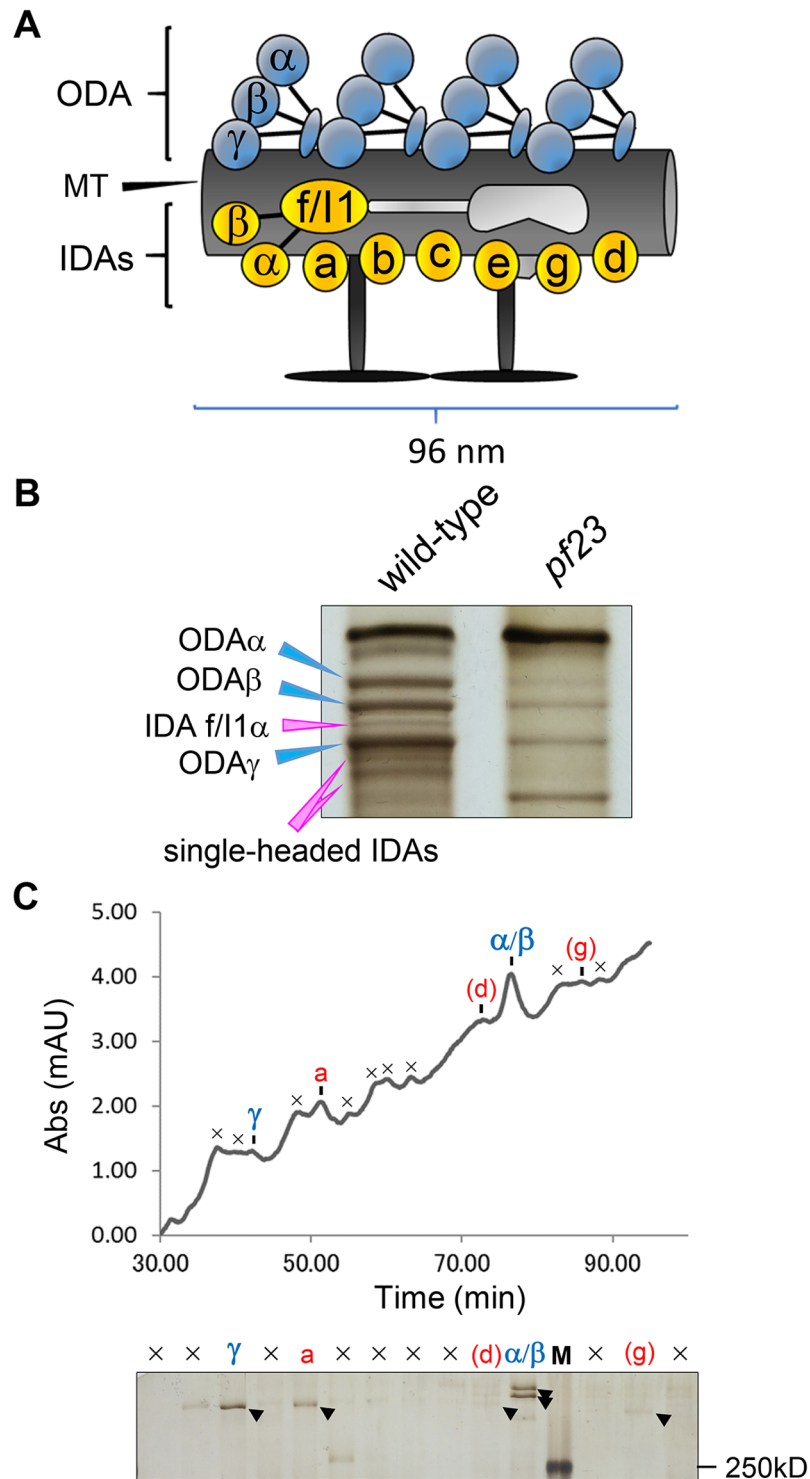 A
ODA
α
β
γ
MT
f/I1
β
IDAs
α a b c e g d
96 nm
B
wild-type pf23
ODAα
ODAβ
IDA f/I1α
ODAγ
single-headed IDAs
C
5.00
4.00
3.00
2.00
1.00
0.00
Abs (mAU)
× × γ × a × × × × (d) α/β × (g) ×
30.00 50.00 70.00 90.00
Time (min)
× × γ × a × × × × (d) α/β M × (g) ×
250kD